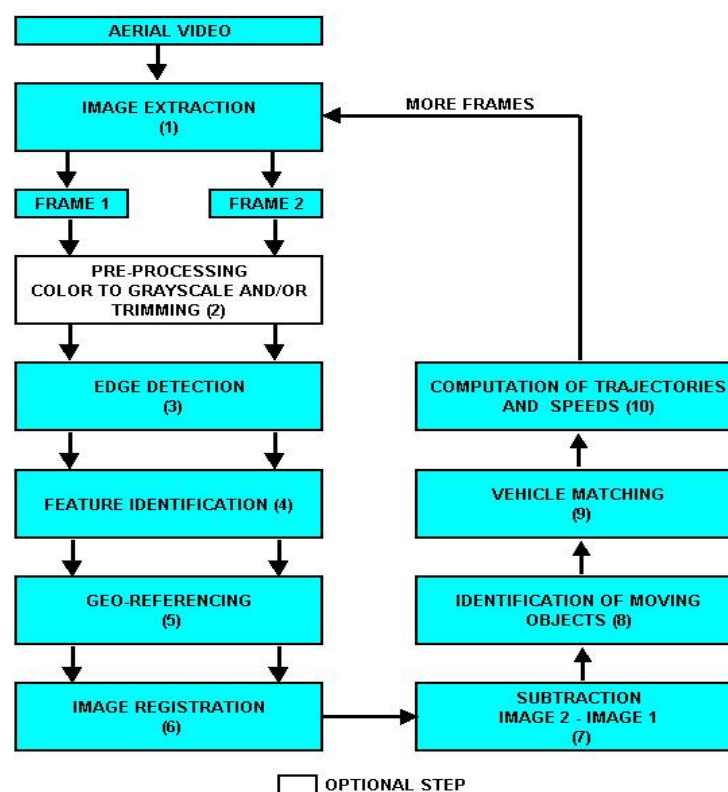 AERIAL VIDEO
IMAGE EXTRACTION
(1)
MORE FRAMES
FRAME 1
FRAME 2
PRE-PROCESSING
COLOR TO GRAYSCALE AND/OR
TRIMMING (2)
EDGE DETECTION
(3)
FEATURE IDENTIFICATION (4)
GEO-REFERENCING
(5)
IMAGE REGISTRATION
(6)
SUBTRACTION
IMAGE 2 - IMAGE 1
(7)
IDENTIFICATION OF MOVING
OBJECTS (8)
VEHICLE MATCHING
(9)
COMPUTATION OF TRAJECTORIES
AND SPEEDS (10)
OPTIONAL STEP